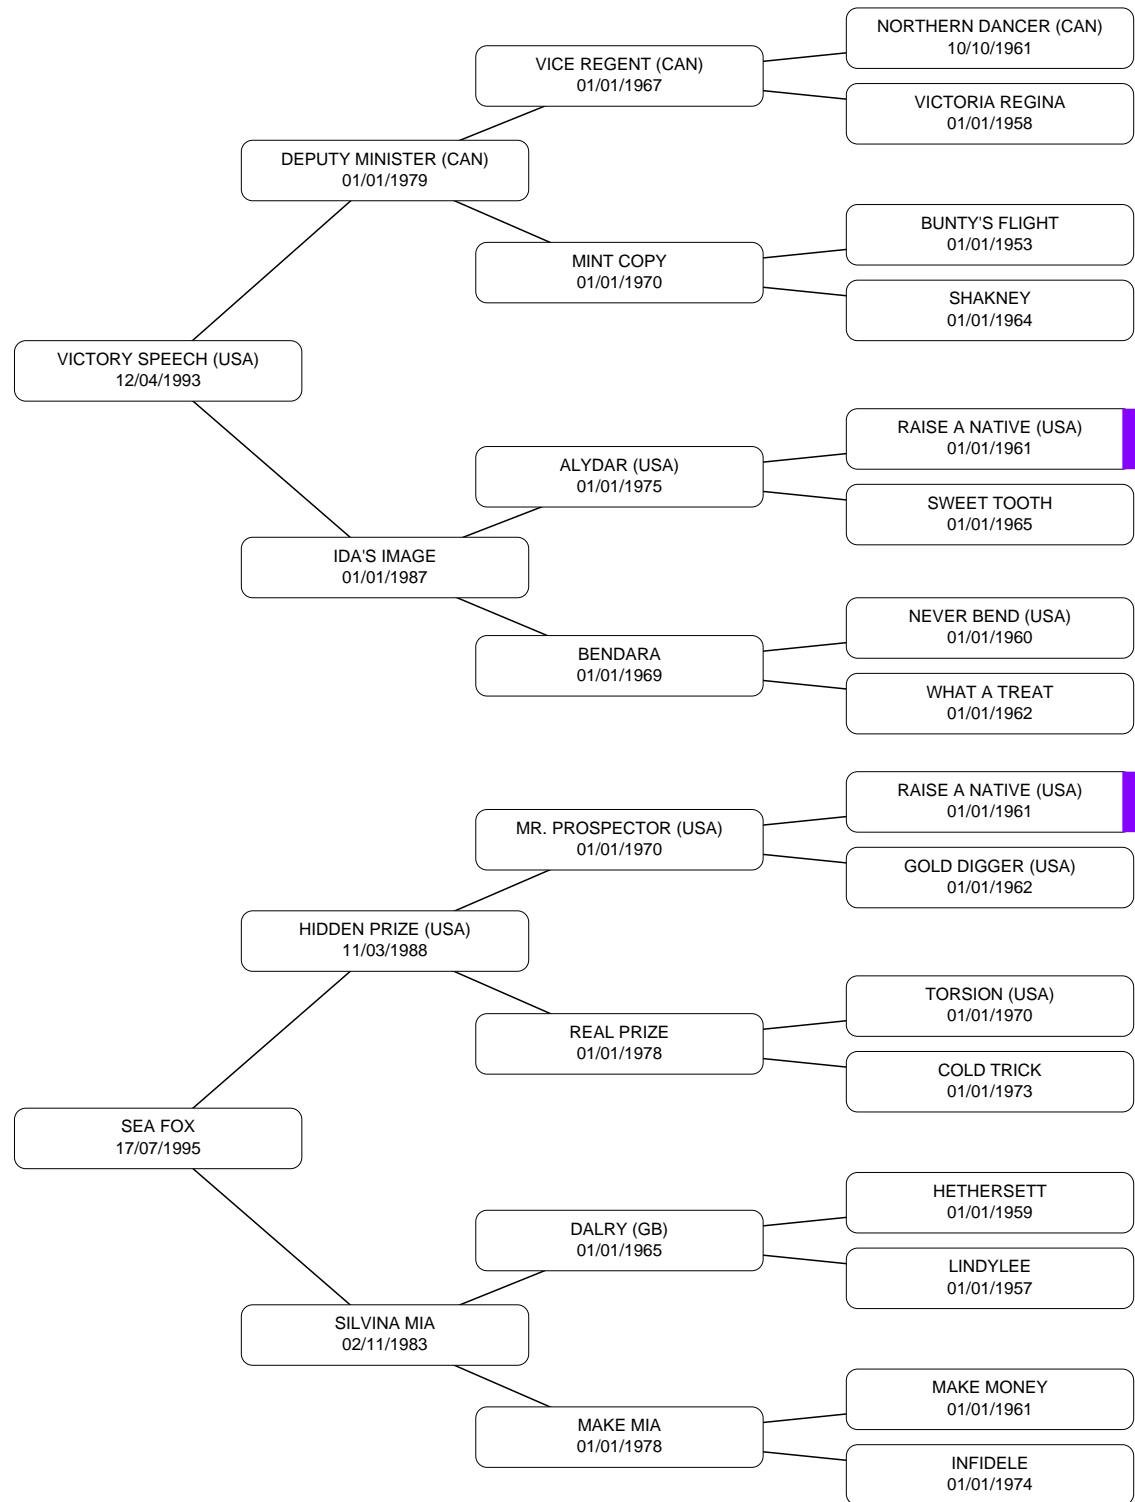 NORTHERN DANCER (CAN)
10/10/1961
VICE REGENT (CAN)
01/01/1967
VICTORIA REGINA
01/01/1958
DEPUTY MINISTER (CAN)
01/01/1979
BUNTY'S FLIGHT
01/01/1953
MINT COPY
01/01/1970
SHAKNEY
01/01/1964
VICTORY SPEECH (USA)
12/04/1993
RAISE A NATIVE (USA)
01/01/1961
ALYDAR (USA)
01/01/1975
SWEET TOOTH
01/01/1965
IDA'S IMAGE
01/01/1987
NEVER BEND (USA)
01/01/1960
BENDARA
01/01/1969
WHAT A TREAT
01/01/1962
RAISE A NATIVE (USA)
01/01/1961
MR. PROSPECTOR (USA)
01/01/1970
GOLD DIGGER (USA)
01/01/1962
HIDDEN PRIZE (USA)
11/03/1988
TORSION (USA)
01/01/1970
REAL PRIZE
01/01/1978
COLD TRICK
01/01/1973
SEA FOX
17/07/1995
HETHERSETT
01/01/1959
DALRY (GB)
01/01/1965
LINDYLEE
01/01/1957
SILVINA MIA
02/11/1983
MAKE MONEY
01/01/1961
MAKE MIA
01/01/1978
INFIDELE
01/01/1974